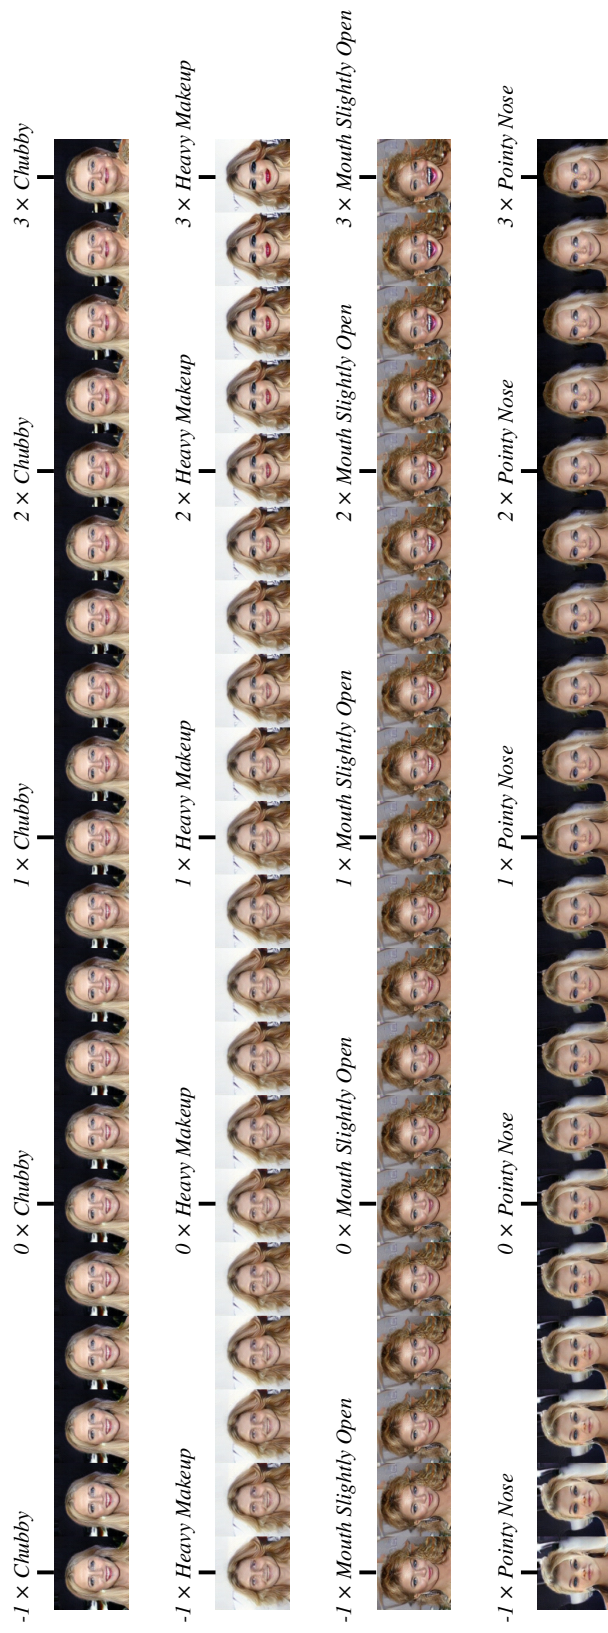 -1 × Chubby 0 × Chubby 1 × Chubby 2 × Chubby 3 × Chubby
-1 × Heavy Makeup 0 × Heavy Makeup 1 × Heavy Makeup 2 × Heavy Makeup 3 × Heavy Makeup
-1 × Mouth Slightly Open 0 × Mouth Slightly Open 1 × Mouth Slightly Open 2 × Mouth Slightly Open 3 × Mouth Slightly Open
-1 × Pointy Nose 0 × Pointy Nose 1 × Pointy Nose 2 × Pointy Nose 3 × Pointy Nose